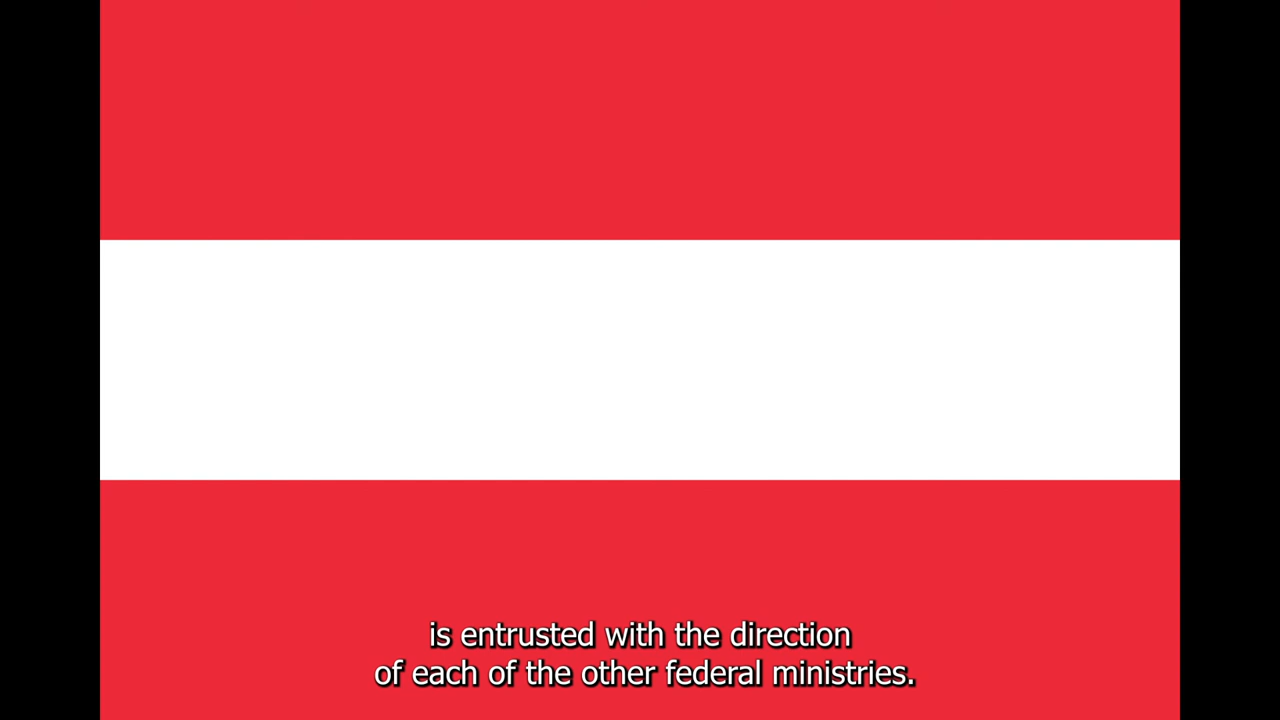 is entrusted with the direction
of each of the other federal ministries.